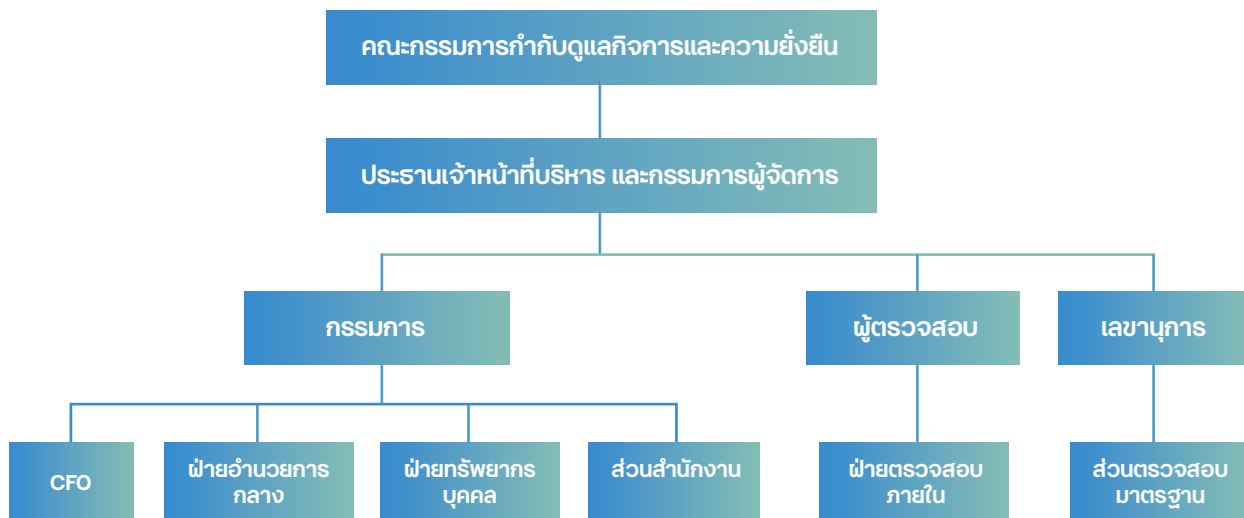 คณะกรรมการกำกับดูแลกิจการและความยั่งยืน
ประธานเจ้าหน้าที่บริหาร และกรรมการผู้จัดการ
กรรมการ
ผู้ตรวจสอบ
เลขานุการ
CFO
ฝ่ายอำนวยการ
กลาง
ฝ่ายทรัพยากร
บุคคล
ส่วนสำนักงาน
ฝ่ายตรวจสอบ
ภายใน
ส่วนตรวจสอบ
มาตรฐาน